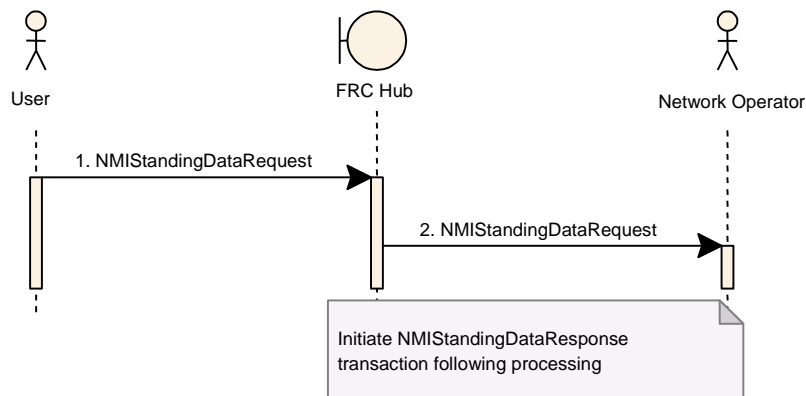 User
FRC Hub
Network Operator
1. NMIStandingDataRequest
2. NMIStandingDataRequest
Initiate NMIStandingDataResponse
transaction following processing